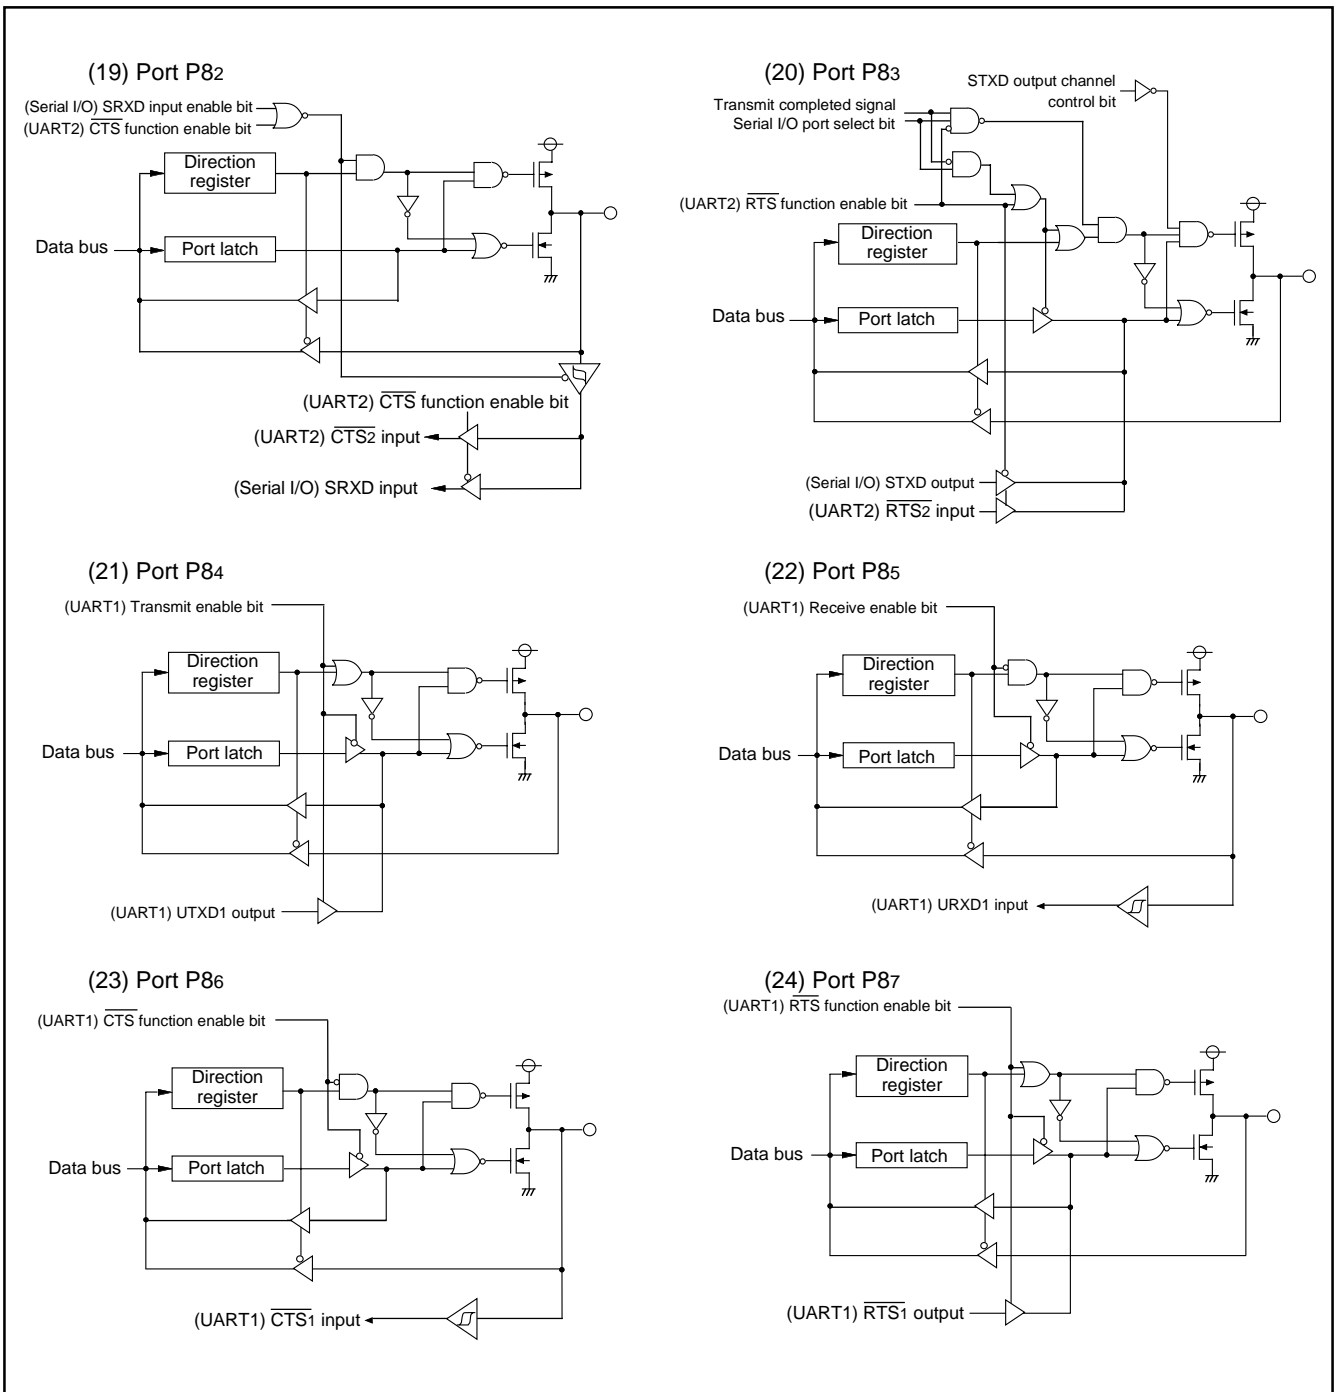 (19) Port P82
(Serial I/O) SRXD input enable bit
(UART2) CTS function enable bit
Direction
register
Data bus
Port latch
(UART2) CTS function enable bit
(UART2) CTS2 input
(Serial I/O) SRXD input
(20) Port P83
STXD output channel
control bit
Transmit completed signal
Serial I/O port select bit
(UART2) RTS function enable bit
Direction
register
Data bus
Port latch
(Serial I/O) STXD output
(UART2) RTS2 input
(21) Port P84
(UART1) Transmit enable bit
Direction
register
Data bus
Port latch
(UART1) UTXD1 output
(22) Port P85
(UART1) Receive enable bit
Direction
register
Data bus
Port latch
(UART1) URXD1 input
(23) Port P86
(UART1) CTS function enable bit
Direction
register
Data bus
Port latch
(UART1) CTS1 input
(24) Port P87
(UART1) RTS function enable bit
Direction
register
Data bus
Port latch
(UART1) RTS1 output